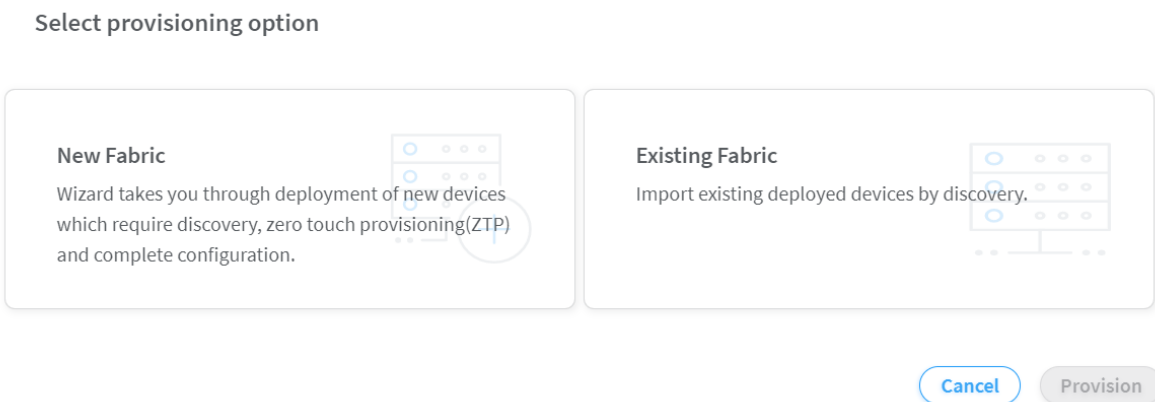 Select provisioning option
New Fabric
Wizard takes you through deployment of new devices
which require discovery, zero touch provisioning(ZTP)
and complete configuration.
Existing Fabric
Import existing deployed devices by discovery.
Cancel
Provision